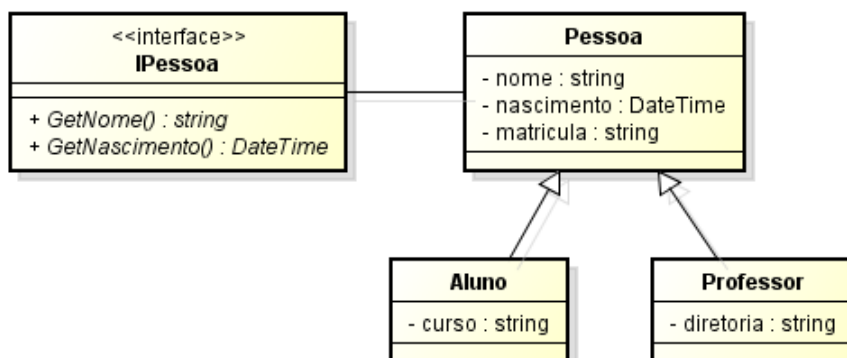 <<interface>>
IPessoa
+ GetNome() : string
+ GetNascimento() : DateTime
Pessoa
- nome : string
- nascimento : DateTime
- matricula : string
Aluno
- curso : string
Professor
- diretoria : string